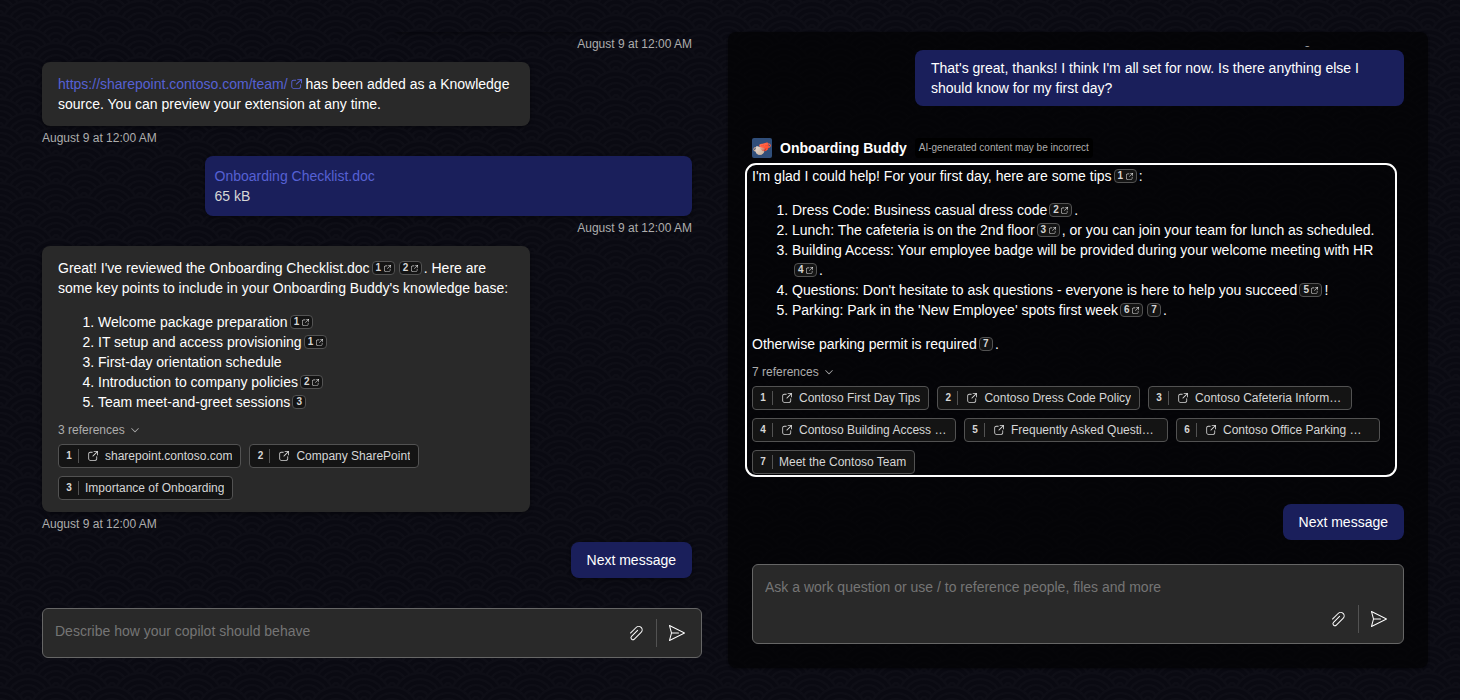 August 9 at 12:00 AM
https://sharepoint.contoso.com/team/ has been added as a Knowledge
source. You can preview your extension at any time.
August 9 at 12:00 AM
Onboarding Checklist.doc
65 kB
August 9 at 12:00 AM
Great! I've reviewed the Onboarding Checklist.doc 1 2 . Here are
some key points to include in your Onboarding Buddy's knowledge base:
1. Welcome package preparation 1
2. IT setup and access provisioning 1
3. First-day orientation schedule
4. Introduction to company policies 2
5. Team meet-and-greet sessions 3
3 references
1 sharepoint.contoso.com 2 Company SharePoint
3 Importance of Onboarding
August 9 at 12:00 AM
Next message
Describe how your copilot should behave
That's great, thanks! I think I'm all set for now. Is there anything else I
should know for my first day?
Onboarding Buddy AI-generated content may be incorrect
I'm glad I could help! For your first day, here are some tips 1 :
1. Dress Code: Business casual dress code 2 .
2. Lunch: The cafeteria is on the 2nd floor 3 , or you can join your team for lunch as scheduled.
3. Building Access: Your employee badge will be provided during your welcome meeting with HR
4 .
4. Questions: Don't hesitate to ask questions - everyone is here to help you succeed 5 !
5. Parking: Park in the 'New Employee' spots first week 6 7 .
Otherwise parking permit is required 7 .
7 references
1 Contoso First Day Tips 2 Contoso Dress Code Policy 3 Contoso Cafeteria Inform…
4 Contoso Building Access … 5 Frequently Asked Questi… 6 Contoso Office Parking …
7 Meet the Contoso Team
Next message
Ask a work question or use / to reference people, files and more